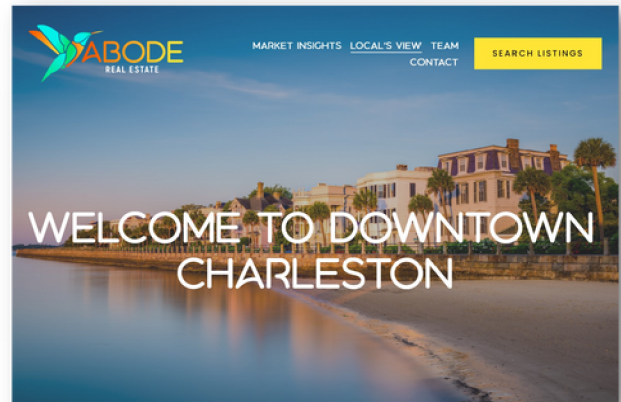 ABODE
REAL ESTATE
MARKET INSIGHTS LOCAL'S VIEW TEAM
CONTACT
SEARCH LISTINGS
WELCOME TO DOWNTOWN
CHARLESTON